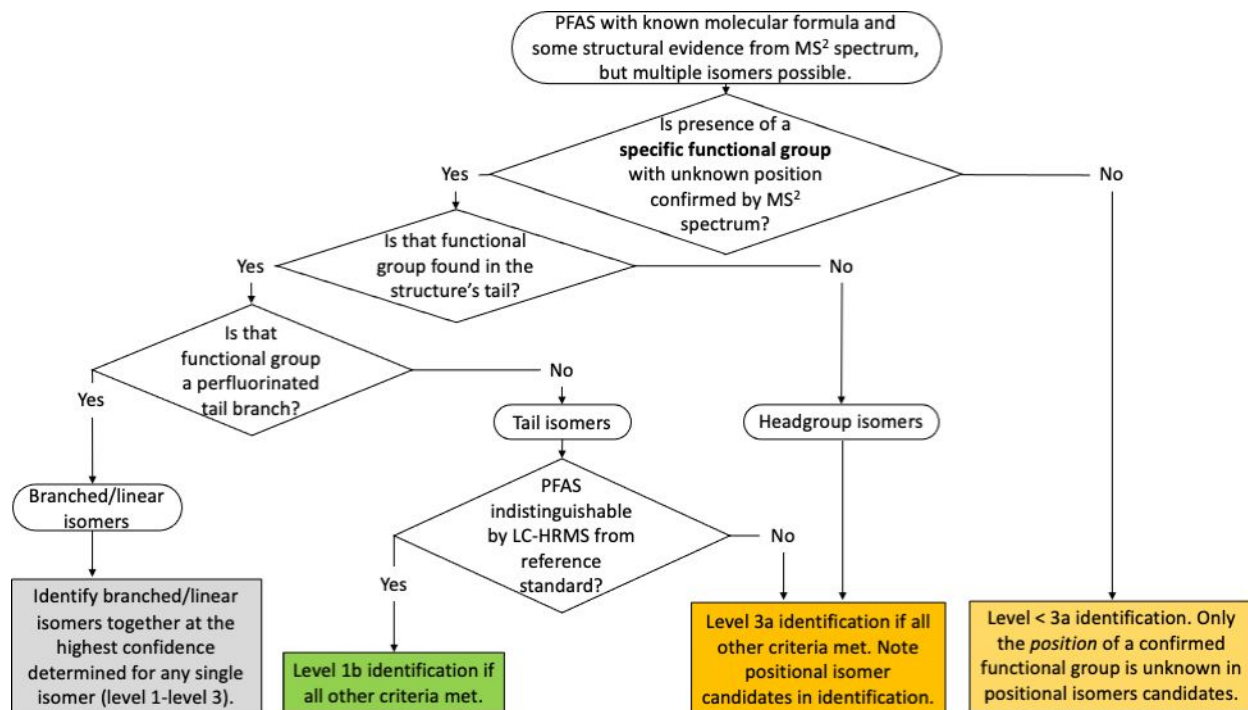 PFAS with known molecular formula and
some structural evidence from MS² spectrum,
but multiple isomers possible.
Is presence of a
specific functional group
with unknown position
confirmed by MS²
spectrum?
Yes
No
Is that functional
group found in the
structure's tail?
Yes
No
Is that
functional group
a perfluorinated
tail branch?
Yes
No
Tail isomers
Headgroup isomers
Branched/linear
isomers
PFAS
indistinguishable
by LC-HRMS from
reference
standard?
Yes
No
Identify branched/linear
isomers together at the
highest confidence
determined for any single
isomer (level 1-level 3).
Level 1b identification if
all other criteria met.
Level 3a identification if all
other criteria met. Note
positional isomer
candidates in identification.
Level < 3a identification. Only
the position of a confirmed
functional group is unknown in
positional isomers candidates.